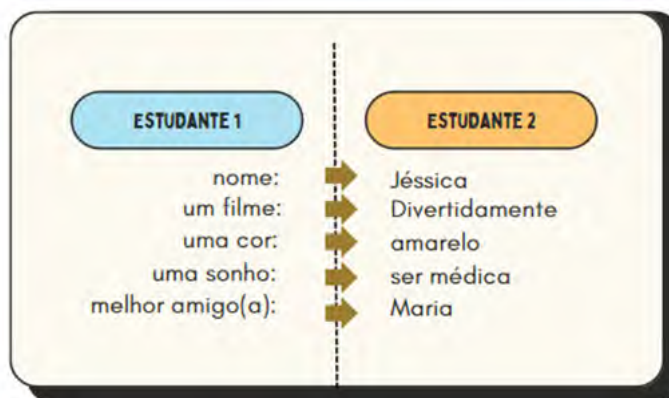 ESTUDANTE 1 ESTUDANTE 2
nome: Jéssica
um filme: Divertidamente
uma cor: amarelo
uma sonho: ser médica
melhor amigo(a): Maria